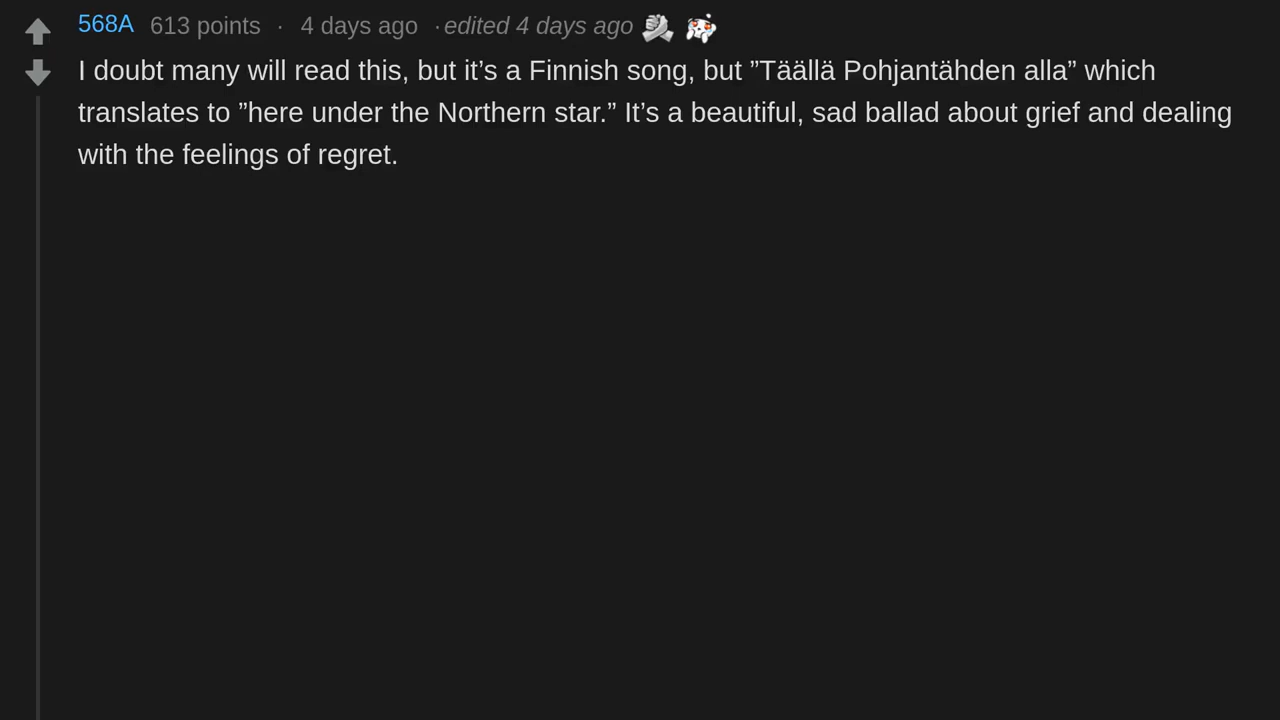 568A 613 points · 4 days ago · edited 4 days ago
I doubt many will read this, but it’s a Finnish song, but ”Täällä Pohjantähden alla” which
translates to ”here under the Northern star.” It’s a beautiful, sad ballad about grief and dealing
with the feelings of regret.